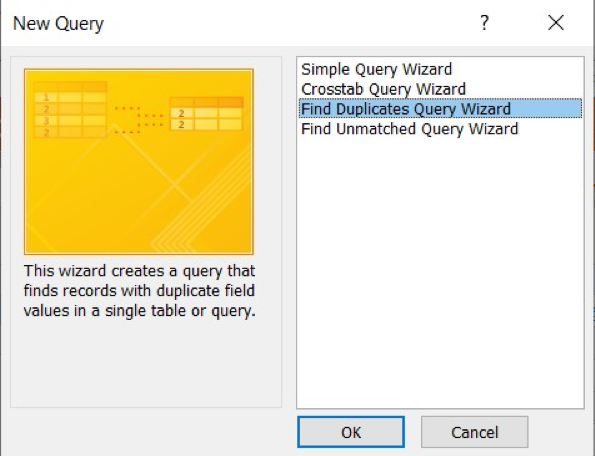 New Query
?
Simple Query Wizard
Crosstab Query Wizard
Find Duplicates Query Wizard
Find Unmatched Query Wizard
1
2
3
2
2
2
This wizard creates a query that
finds records with duplicate field
values in a single table or query.
OK
Cancel